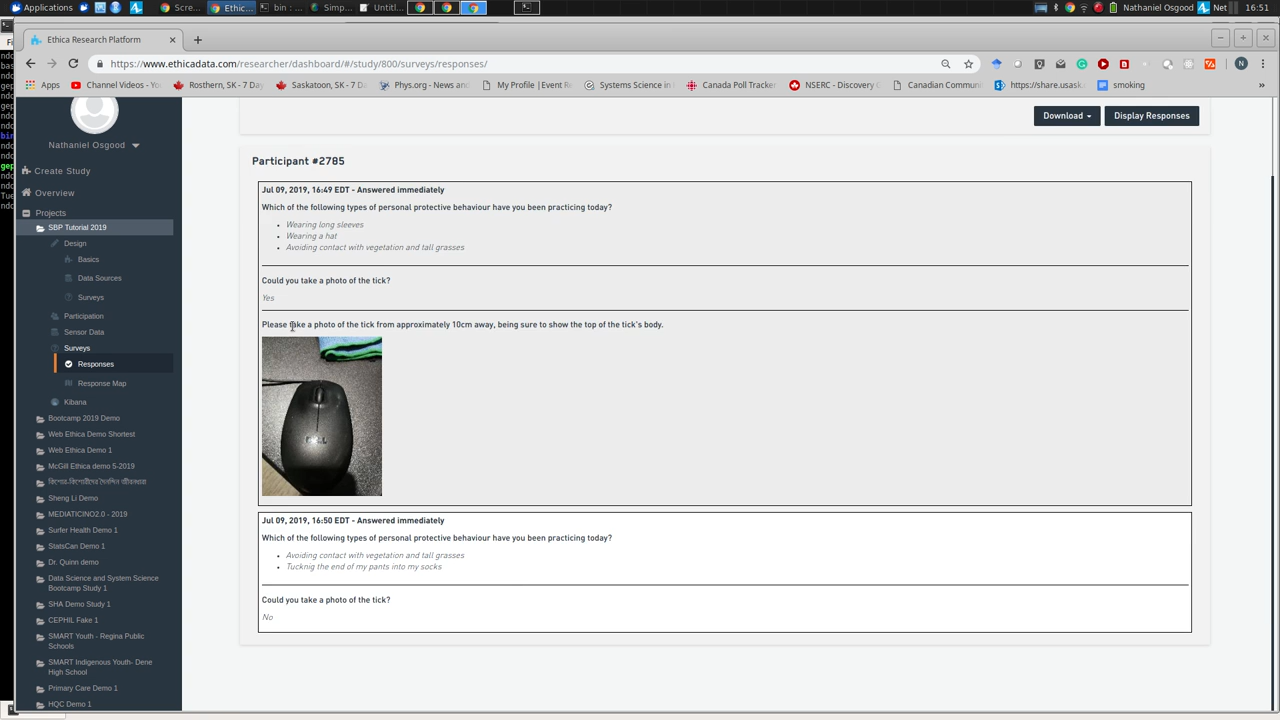 Applications
Scre
Ethic
bin :
Simp
Untitl
Nathaniel Osgood
Net
16:51
Ethica Research Platform
https://www.ethicadata.com/researcher/dashboard/#/study/800/surveys/responses/
Apps
Channel Videos - Yo
Rosthern, SK - 7 Day
Saskatoon, SK - 7 Da
Phys.org - News and
My Profile | Event R
Systems Science in
Canada Poll Tracker
NSERC - Discovery G
Canadian Commun
https://share.usask.c
smoking
Nathaniel Osgood
Create Study
Overview
Projects
SBP Tutorial 2019
Design
Basics
Data Sources
Surveys
Participation
Sensor Data
Surveys
Responses
Response Map
Kibana
Bootcamp 2019 Demo
Web Ethica Demo Shortest
Web Ethica Demo 1
McGill Ethica demo 5-2019
কিশোর-কিশোরীদের দৈনন্দিন জীবনধারা
Sheng Li Demo
MEDIATICINO2.0 - 2019
Surfer Health Demo 1
StatsCan Demo 1
Dr. Quinn demo
Data Science and System Science
Bootcamp Study 1
SHA Demo Study 1
CEPHIL Fake 1
SMART Youth - Regina Public
Schools
SMART Indigenous Youth- Dene
High School
Primary Care Demo 1
HQC Demo 1
Download
Display Responses
Participant #2785
Jul 09, 2019, 16:49 EDT - Answered immediately
Which of the following types of personal protective behaviour have you been practicing today?
Wearing long sleeves
Wearing a hat
Avoiding contact with vegetation and tall grasses
Could you take a photo of the tick?
Yes
Please take a photo of the tick from approximately 10cm away, being sure to show the top of the tick's body.
Jul 09, 2019, 16:50 EDT - Answered immediately
Which of the following types of personal protective behaviour have you been practicing today?
Avoiding contact with vegetation and tall grasses
Tucknig the end of my pants into my socks
Could you take a photo of the tick?
No